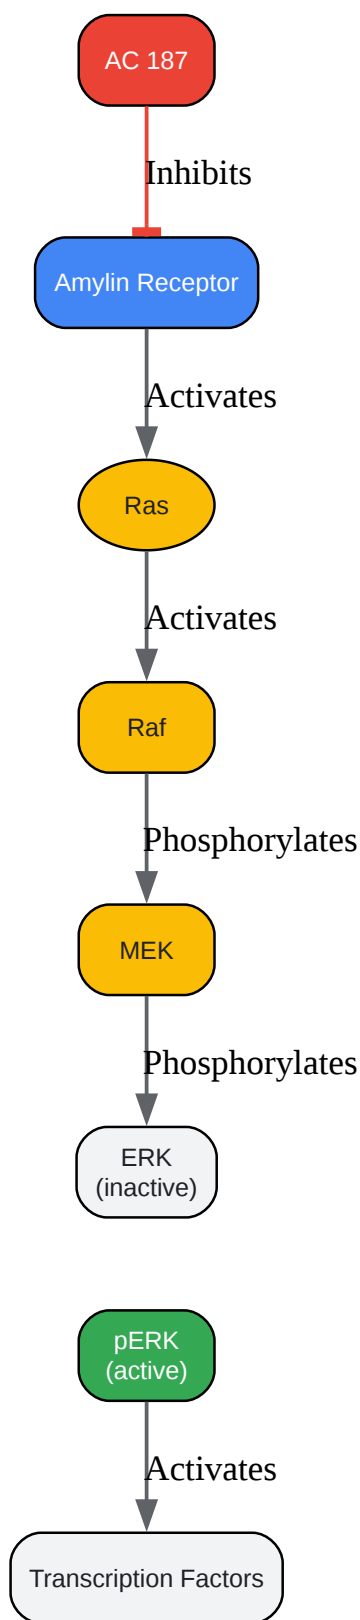 AC 187
Inhibits
Amylin Receptor
Activates
Ras
Activates
Raf
Phosphorylates
MEK
Phosphorylates
ERK
(inactive)
pERK
(active)
Activates
Transcription Factors